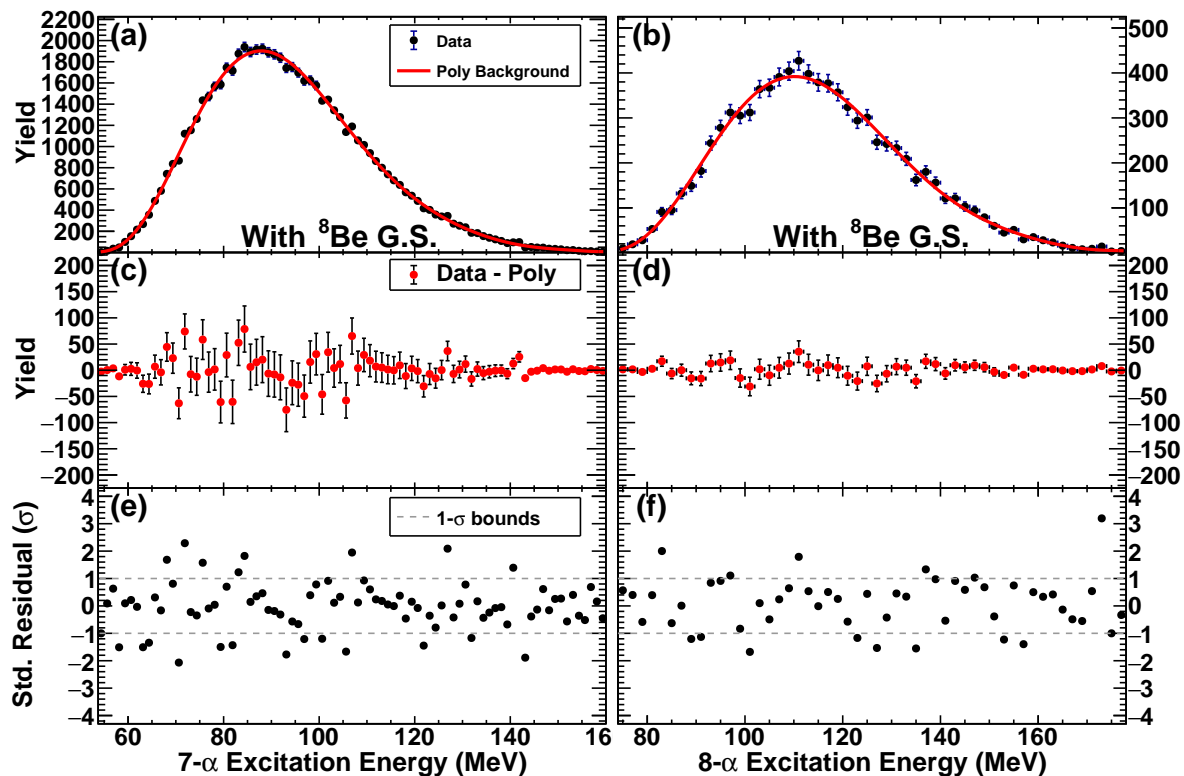 (a)
Data
Poly Background
With ⁸Be G.S.
Yield
2200
2000
1800
1600
1400
1200
1000
800
600
400
200
(b)
With ⁸Be G.S.
500
400
300
200
100
(c)
Data - Poly
Yield
200
150
100
50
0
−50
−100
−150
−200
(d)
200
150
100
50
0
−50
−100
−150
−200
(e)
1-σ bounds
Std. Residual (σ)
4
3
2
1
0
−1
−2
−3
−4
60 80 100 120 140 16
7-α Excitation Energy (MeV)
(f)
4
3
2
1
0
−1
−2
−3
−4
80 100 120 140 160
8-α Excitation Energy (MeV)